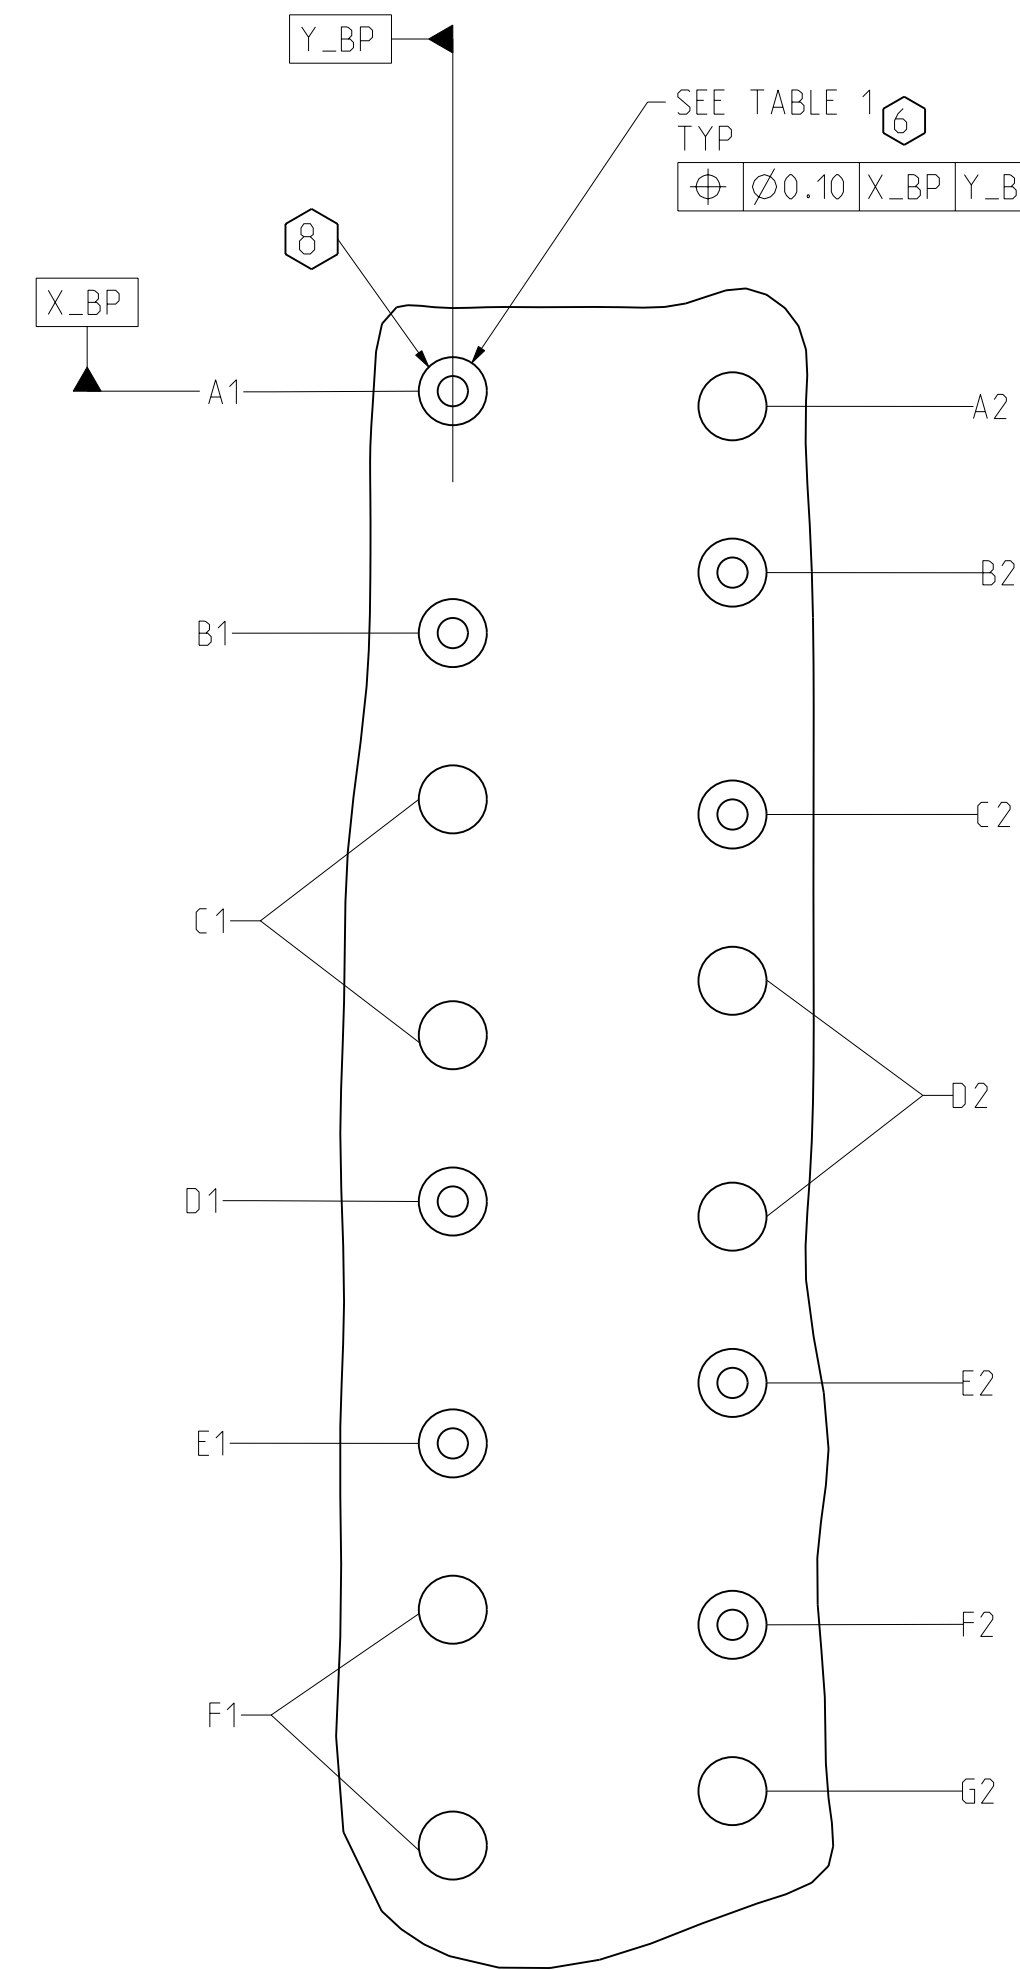 Y_BP
SEE TABLE 1 6
TYP
⌖ Ø0.10 X_BP Y_B
8
X_BP
A1
A2
B2
B1
C2
C1
D2
D1
E2
E1
F2
F1
G2